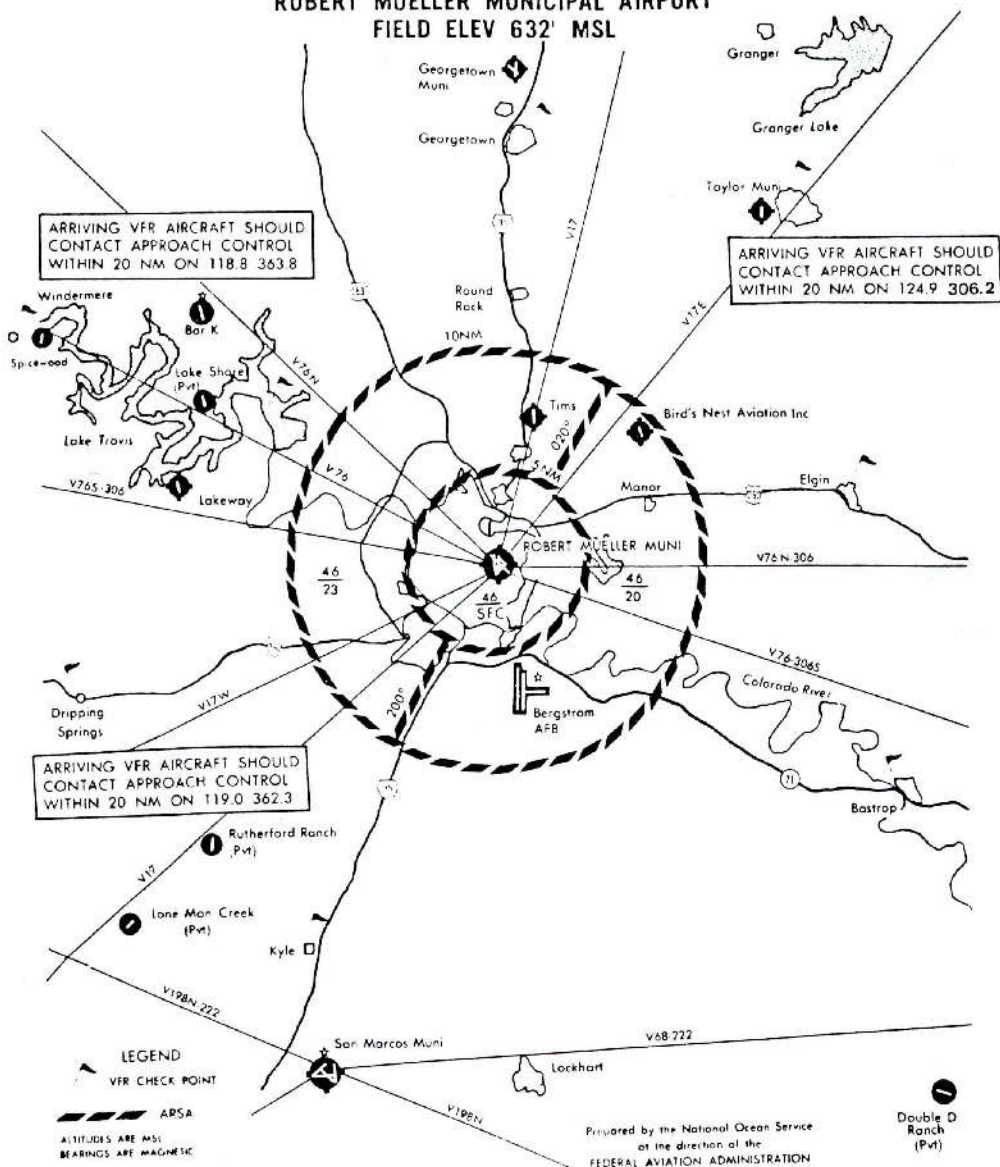 ROBERT MUELLER MUNICIPAL AIRPORT
FIELD ELEV 632' MSL
Granger
Georgetown
Muni
Georgetown
Granger Lake
Taylor Muni
ARRIVING VFR AIRCRAFT SHOULD
CONTACT APPROACH CONTROL
WITHIN 20 NM ON 118.8 363.8
V17
ARRIVING VFR AIRCRAFT SHOULD
CONTACT APPROACH CONTROL
WITHIN 20 NM ON 124.9 306.2
Windermere
Bar K
Round
Rock
183
V17E
Spicewood
10NM
V76N
Lake Shore
(Pvt)
Tims
Bird's Nest Aviation Inc
Lake Travis
020°
V76
5 NM
V76S-306
Lakeway
Manor
Elgin
ROBERT MUELLER MUNI
V76N-306
46
23
46
SFC
46
20
V76-306S
Colorado River
V17W
200°
Dripping
Springs
Bergstrom
AFB
71
Bastrop
ARRIVING VFR AIRCRAFT SHOULD
CONTACT APPROACH CONTROL
WITHIN 20 NM ON 119.0 362.3
Rutherford Ranch
(Pvt)
V17
Lone Man Creek
(Pvt)
Kyle
V198N-222
San Marcos Muni
V68-222
Lockhart
V198N
LEGEND
VFR CHECK POINT
ARSA
ALTITUDES ARE MSL
BEARINGS ARE MAGNETIC
Prepared by the National Ocean Service
at the direction of the
FEDERAL AVIATION ADMINISTRATION
Double D
Ranch
(Pvt)